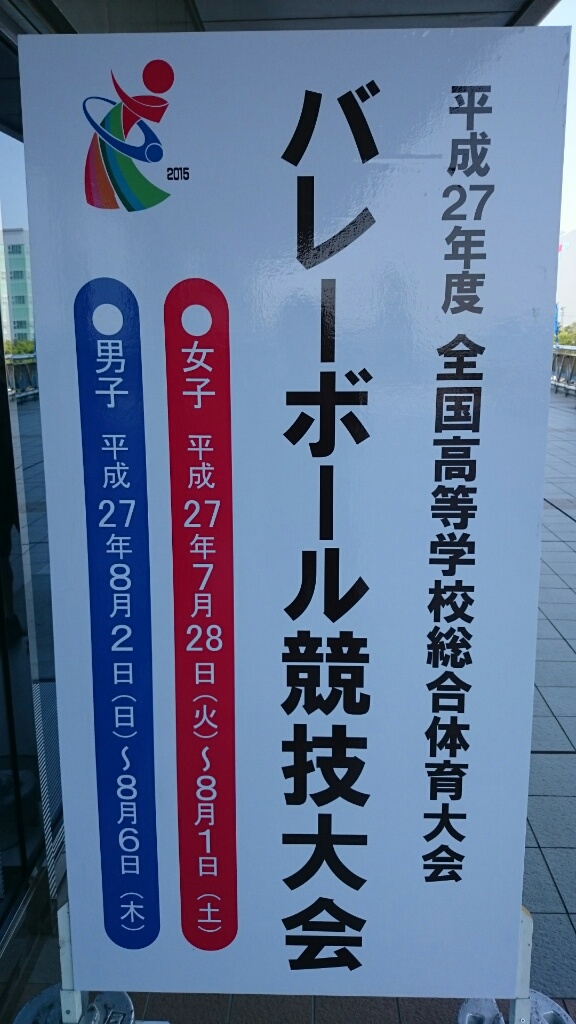 平成27年度 全国高等学校総合体育大会
バレーボール競技大会
女子 平成27年7月28日(火)〜8月1日(土)
男子 平成27年8月2日(日)〜8月6日(木)
2015